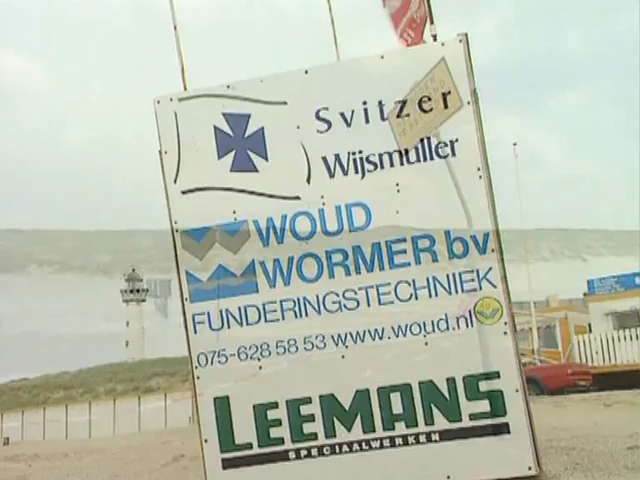 Svitzer
Wijsmuller
WOUD
WORMER bv
FUNDERINGSTECHNIEK
075-628 58 53 www.woud.nl
LEEMANS
SPECIAALWERKEN